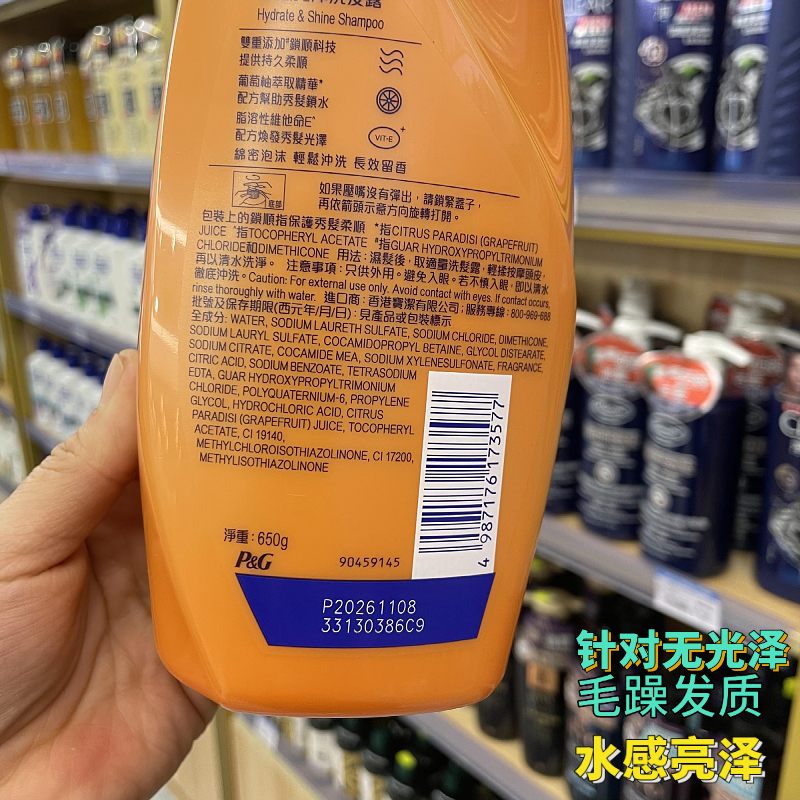 洗发露
Hydrate & Shine Shampoo
雙重添加#鎖順科技
提供持久柔順
葡萄柚萃取精華*
配方幫助秀髮鎖水
脂溶性維他命E^
配方煥發秀髮光澤
VIT-E
+
綿密泡沫 輕鬆沖洗 長效留香
底部
如果壓嘴沒有彈出，請鎖緊蓋子，
再依箭頭示意方向旋轉打開。
包裝上的鎖順指保護秀髮柔順 *指CITRUS PARADISI (GRAPEFRUIT)
JUICE ^指TOCOPHERYL ACETATE #指GUAR HYDROXYPROPYLTRIMONIUM
CHLORIDE和DIMETHICONE 用法：濕髮後，取適量洗髮露，輕揉按摩頭皮，
再以清水洗淨。 注意事項：只供外用。避免入眼。若不慎入眼，即以清水
徹底沖洗。Caution: For external use only. Avoid contact with eyes. If contact occurs,
rinse thoroughly with water. 進口商：香港寶潔有限公司；服務專線：800-969-688
批號及保存期限(西元年/月/日)：見產品或包裝標示
全成分: WATER, SODIUM LAURETH SULFATE, SODIUM CHLORIDE, DIMETHICONE,
SODIUM LAURYL SULFATE, COCAMIDOPROPYL BETAINE, GLYCOL DISTEARATE,
SODIUM CITRATE, COCAMIDE MEA, SODIUM XYLENESULFONATE, FRAGRANCE,
CITRIC ACID, SODIUM BENZOATE, TETRASODIUM
EDTA, GUAR HYDROXYPROPYLTRIMONIUM
CHLORIDE, POLYQUATERNIUM-6, PROPYLENE
GLYCOL, HYDROCHLORIC ACID, CITRUS
PARADISI (GRAPEFRUIT) JUICE, TOCOPHERYL
ACETATE, CI 19140,
METHYLCHLOROISOTHIAZOLINONE, CI 17200,
METHYLISOTHIAZOLINONE
4 987176 173577
淨重：650g
P&G
90459145
P20261108
33130386C9
针对无光泽
毛躁发质
水感亮泽